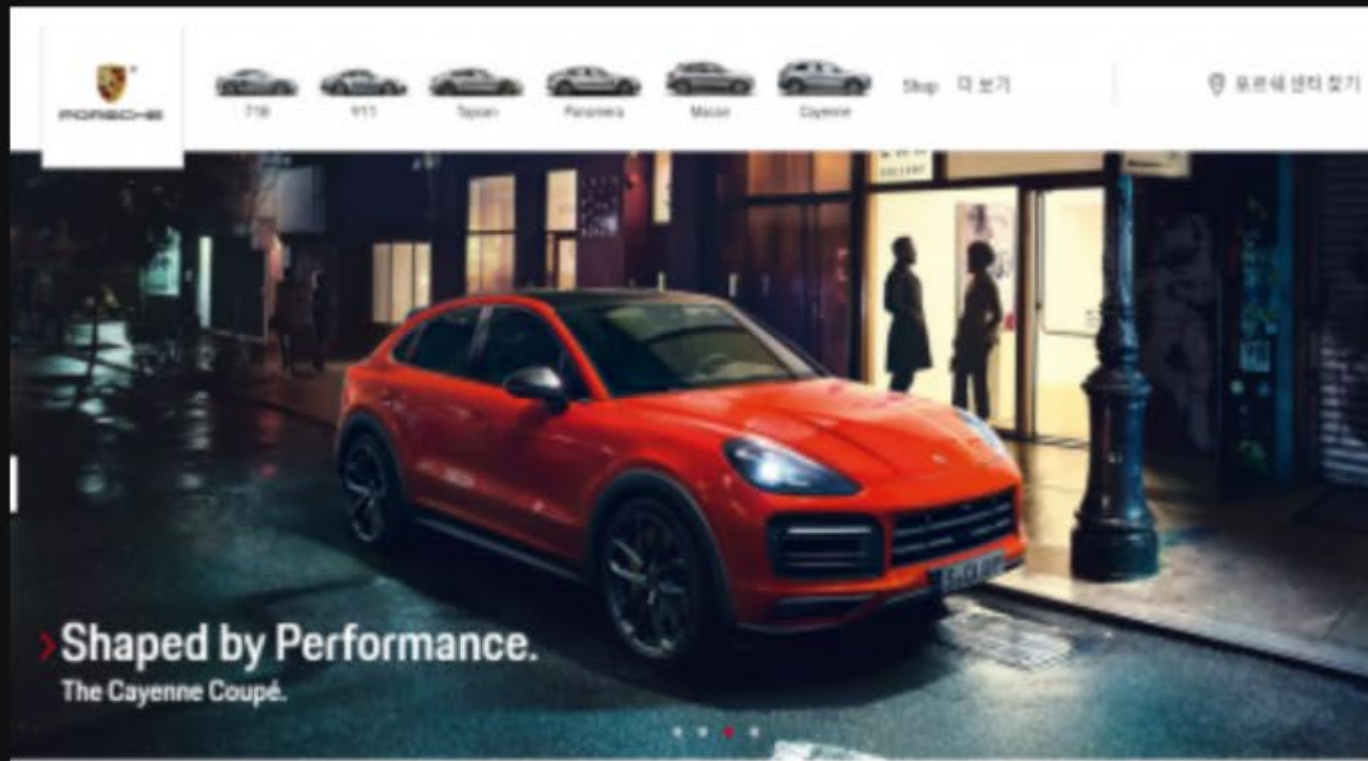 PORSCHE
718
911
Taycan
Panamera
Macan
Cayenne
Shop 더 보기
포르쉐 센터 찾기
GALLERY
Shaped by Performance.
The Cayenne Coupé.